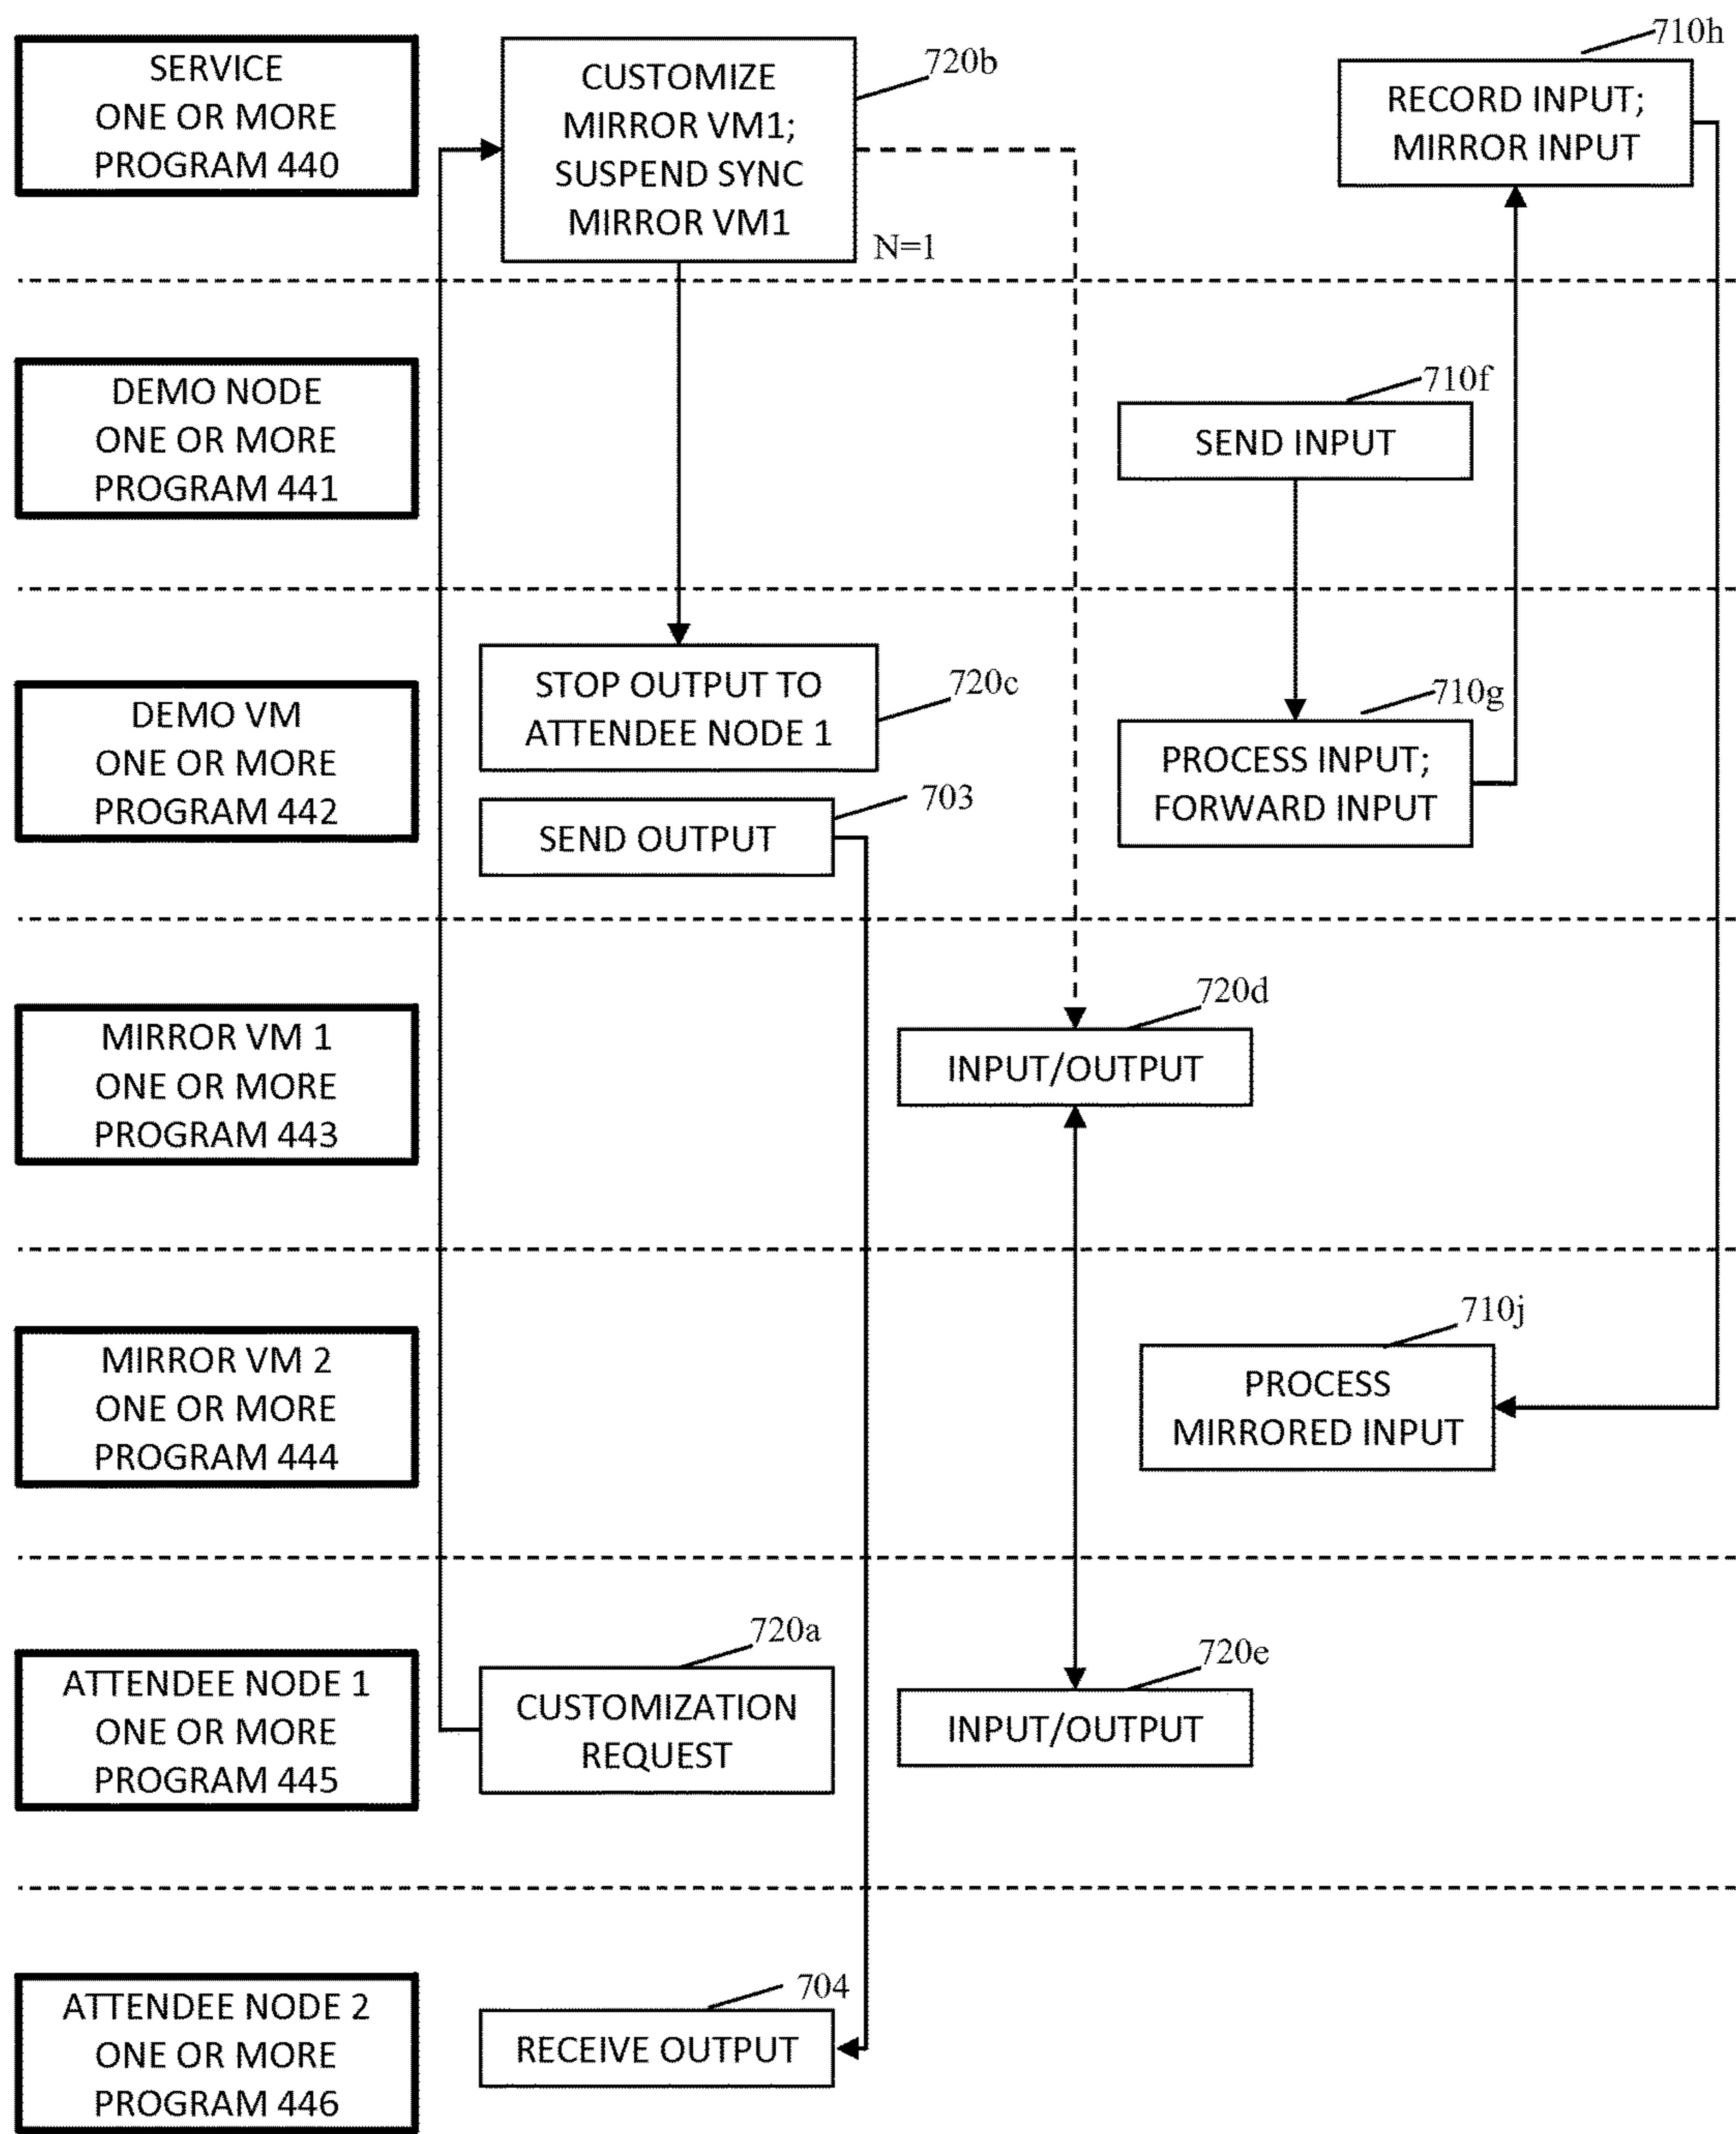 SERVICE
ONE OR MORE
PROGRAM 440
CUSTOMIZE
MIRROR VM1;
SUSPEND SYNC
MIRROR VM1
720b
N=1
710h
RECORD INPUT;
MIRROR INPUT
DEMO NODE
ONE OR MORE
PROGRAM 441
710f
SEND INPUT
DEMO VM
ONE OR MORE
PROGRAM 442
STOP OUTPUT TO
ATTENDEE NODE 1
720c
703
SEND OUTPUT
710g
PROCESS INPUT;
FORWARD INPUT
MIRROR VM 1
ONE OR MORE
PROGRAM 443
720d
INPUT/OUTPUT
MIRROR VM 2
ONE OR MORE
PROGRAM 444
710j
PROCESS
MIRRORED INPUT
ATTENDEE NODE 1
ONE OR MORE
PROGRAM 445
720a
CUSTOMIZATION
REQUEST
720e
INPUT/OUTPUT
ATTENDEE NODE 2
ONE OR MORE
PROGRAM 446
704
RECEIVE OUTPUT